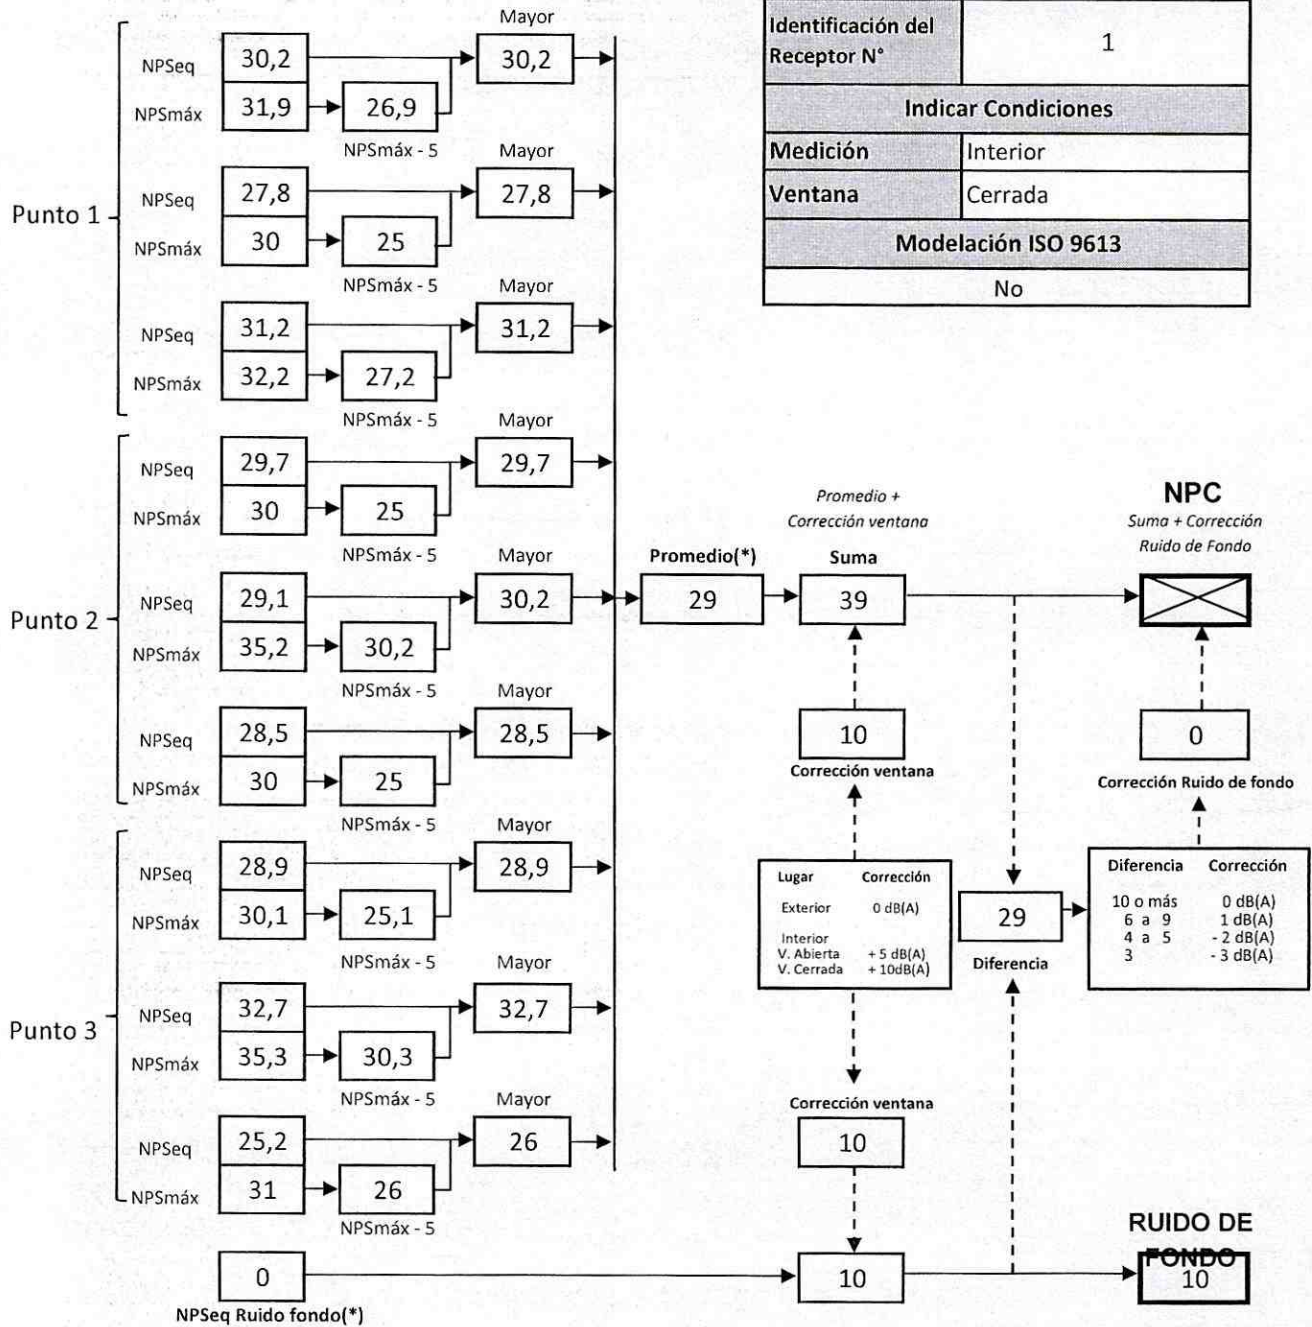 Identificación del
Receptor N°
1
Indicar Condiciones
Medición Interior
Ventana Cerrada
Modelación ISO 9613
No
Punto 1
Mayor
NPSeq 30,2 30,2
NPSmáx 31,9 26,9
NPSmáx - 5
Mayor
NPSeq 27,8 27,8
NPSmáx 30 25
NPSmáx - 5
Mayor
NPSeq 31,2 31,2
NPSmáx 32,2 27,2
NPSmáx - 5
Punto 2
Mayor
NPSeq 29,7 29,7
NPSmáx 30 25
NPSmáx - 5
Mayor
NPSeq 29,1 30,2
NPSmáx 35,2 30,2
NPSmáx - 5
Mayor
NPSeq 28,5 28,5
NPSmáx 30 25
NPSmáx - 5
Punto 3
NPSeq 28,9 28,9
NPSmáx 30,1 25,1
NPSmáx - 5
Mayor
NPSeq 32,7 32,7
NPSmáx 35,3 30,3
NPSmáx - 5
Mayor
NPSeq 25,2 26
NPSmáx 31 26
NPSmáx - 5
0
NPSeq Ruido fondo(*)
Promedio(*)
29
Promedio +
Corrección ventana
Suma
39
10
Corrección ventana
Lugar Corrección
Exterior 0 dB(A)
Interior
V. Abierta + 5 dB(A)
V. Cerrada + 10dB(A)
Corrección ventana
10
10
29
Diferencia
NPC
Suma + Corrección
Ruido de Fondo
0
Corrección Ruido de fondo
Diferencia Corrección
10 o más 0 dB(A)
6 a 9 1 dB(A)
4 a 5 - 2 dB(A)
3 - 3 dB(A)
RUIDO DE
FONDO
10